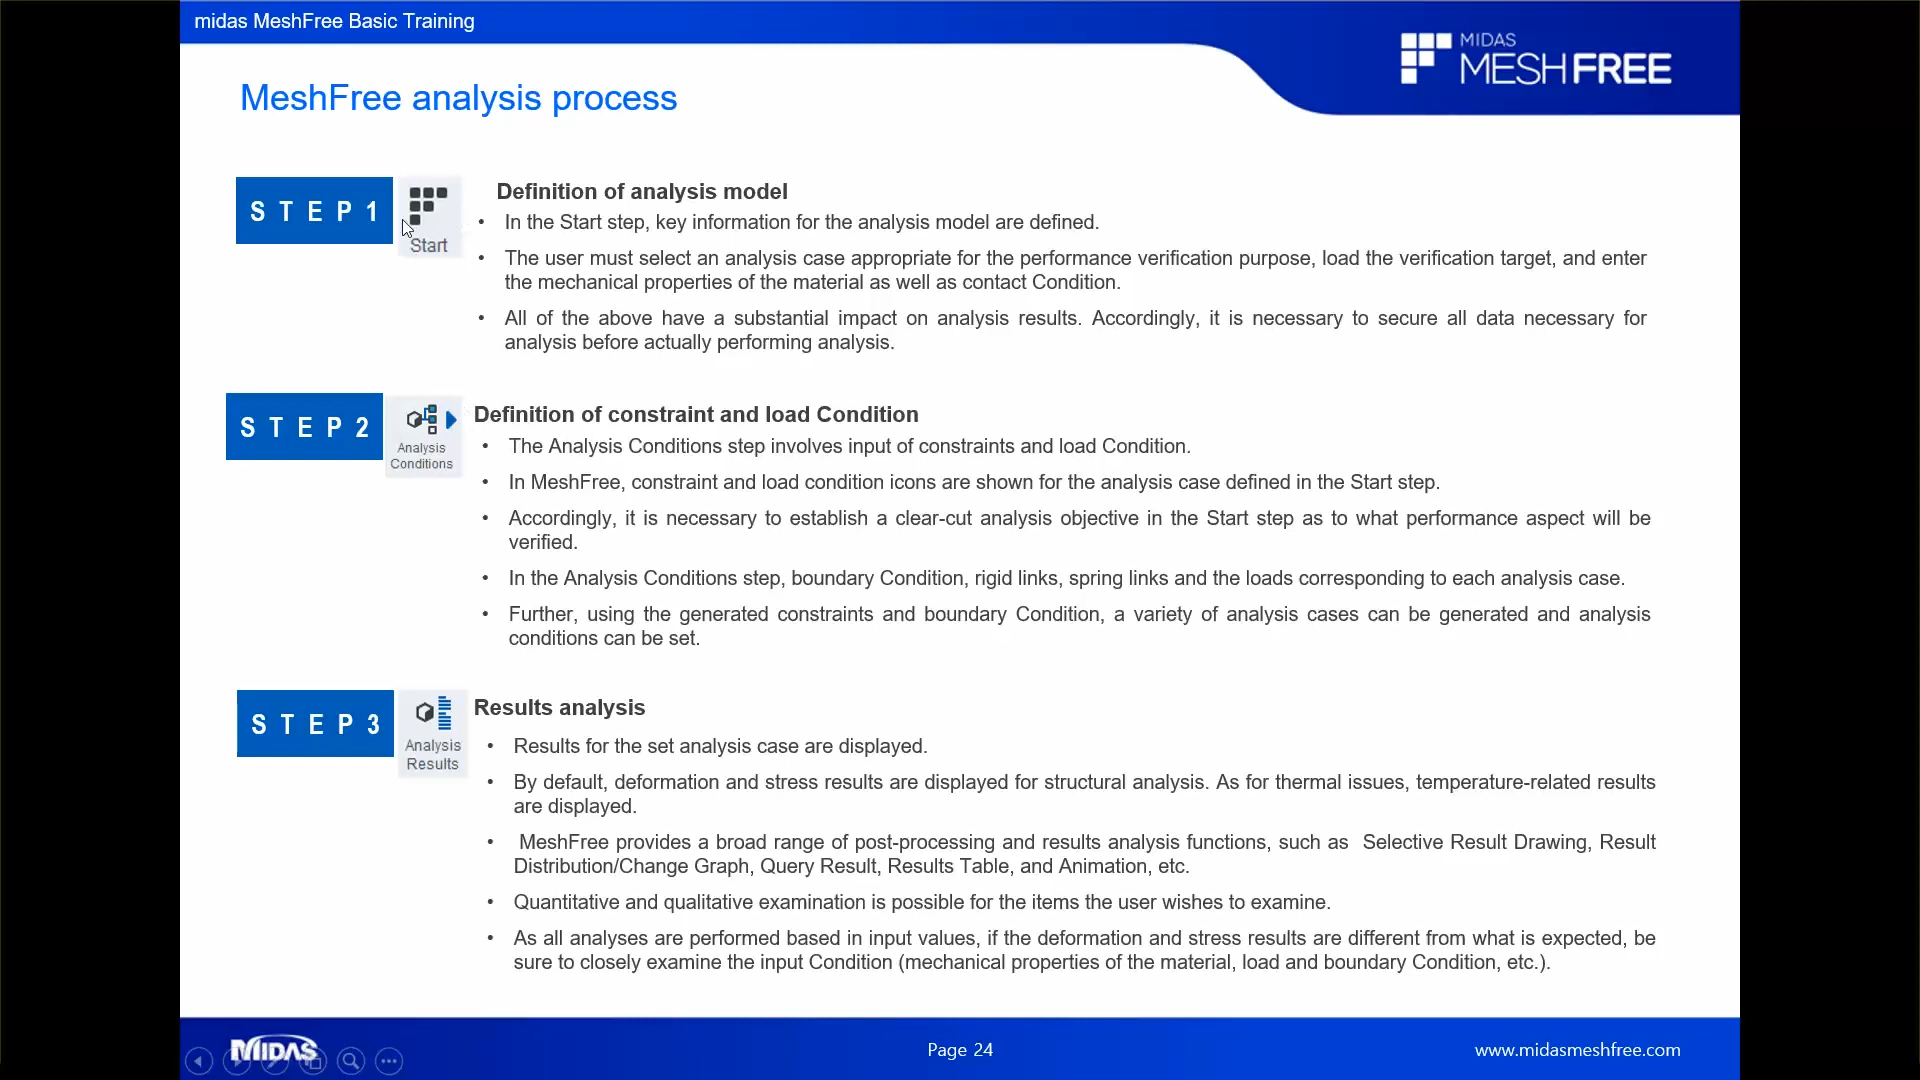 midas MeshFree Basic Training
MIDAS
MESHFREE
MeshFree analysis process
STEP1
Start
Definition of analysis model
• In the Start step, key information for the analysis model are defined.
• The user must select an analysis case appropriate for the performance verification purpose, load the verification target, and enter
the mechanical properties of the material as well as contact Condition.
• All of the above have a substantial impact on analysis results. Accordingly, it is necessary to secure all data necessary for
analysis before actually performing analysis.
STEP2
Analysis
Conditions
Definition of constraint and load Condition
• The Analysis Conditions step involves input of constraints and load Condition.
• In MeshFree, constraint and load condition icons are shown for the analysis case defined in the Start step.
• Accordingly, it is necessary to establish a clear-cut analysis objective in the Start step as to what performance aspect will be
verified.
• In the Analysis Conditions step, boundary Condition, rigid links, spring links and the loads corresponding to each analysis case.
• Further, using the generated constraints and boundary Condition, a variety of analysis cases can be generated and analysis
conditions can be set.
STEP3
Analysis
Results
Results analysis
• Results for the set analysis case are displayed.
• By default, deformation and stress results are displayed for structural analysis. As for thermal issues, temperature-related results
are displayed.
• MeshFree provides a broad range of post-processing and results analysis functions, such as Selective Result Drawing, Result
Distribution/Change Graph, Query Result, Results Table, and Animation, etc.
• Quantitative and qualitative examination is possible for the items the user wishes to examine.
• As all analyses are performed based in input values, if the deformation and stress results are different from what is expected, be
sure to closely examine the input Condition (mechanical properties of the material, load and boundary Condition, etc.).
MIDAS
Page 24
www.midasmeshfree.com